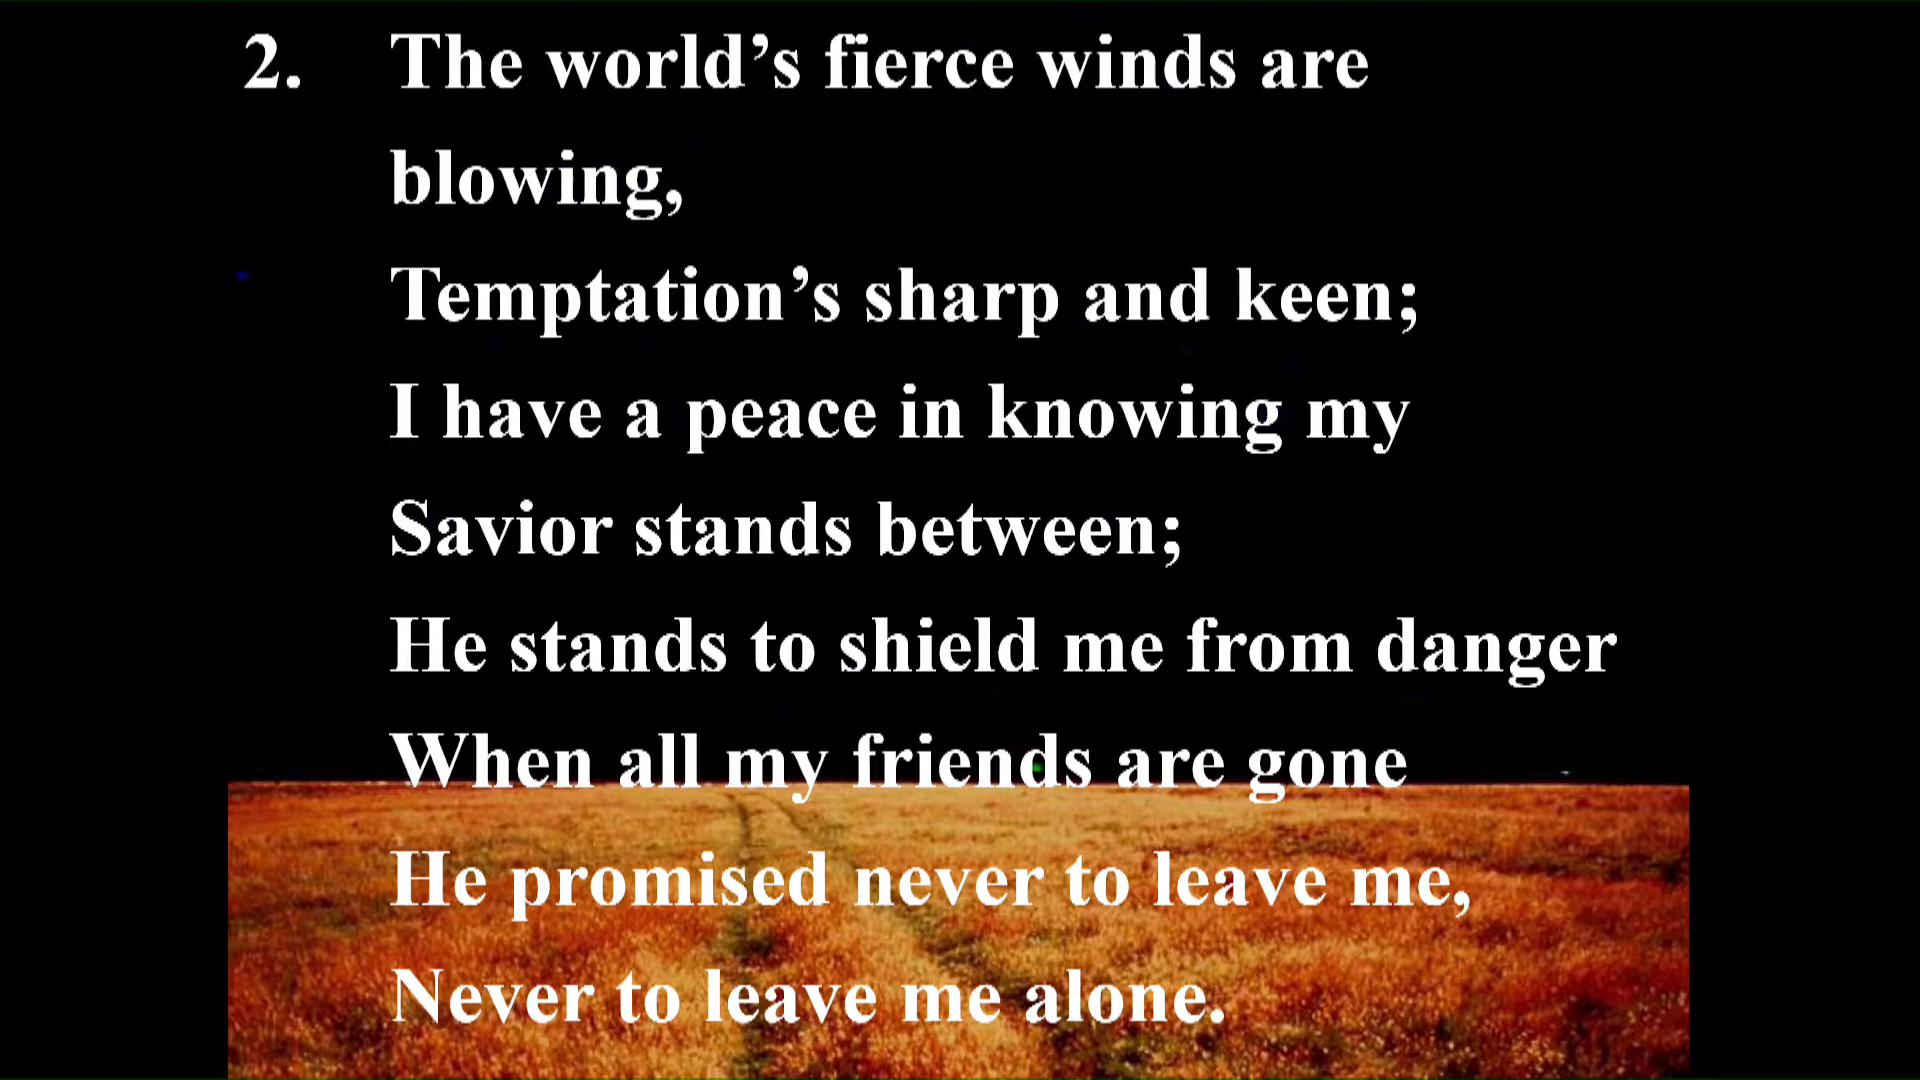 2. The world’s fierce winds are
blowing,
Temptation’s sharp and keen;
I have a peace in knowing my
Savior stands between;
He stands to shield me from danger
When all my friends are gone
He promised never to leave me,
Never to leave me alone.